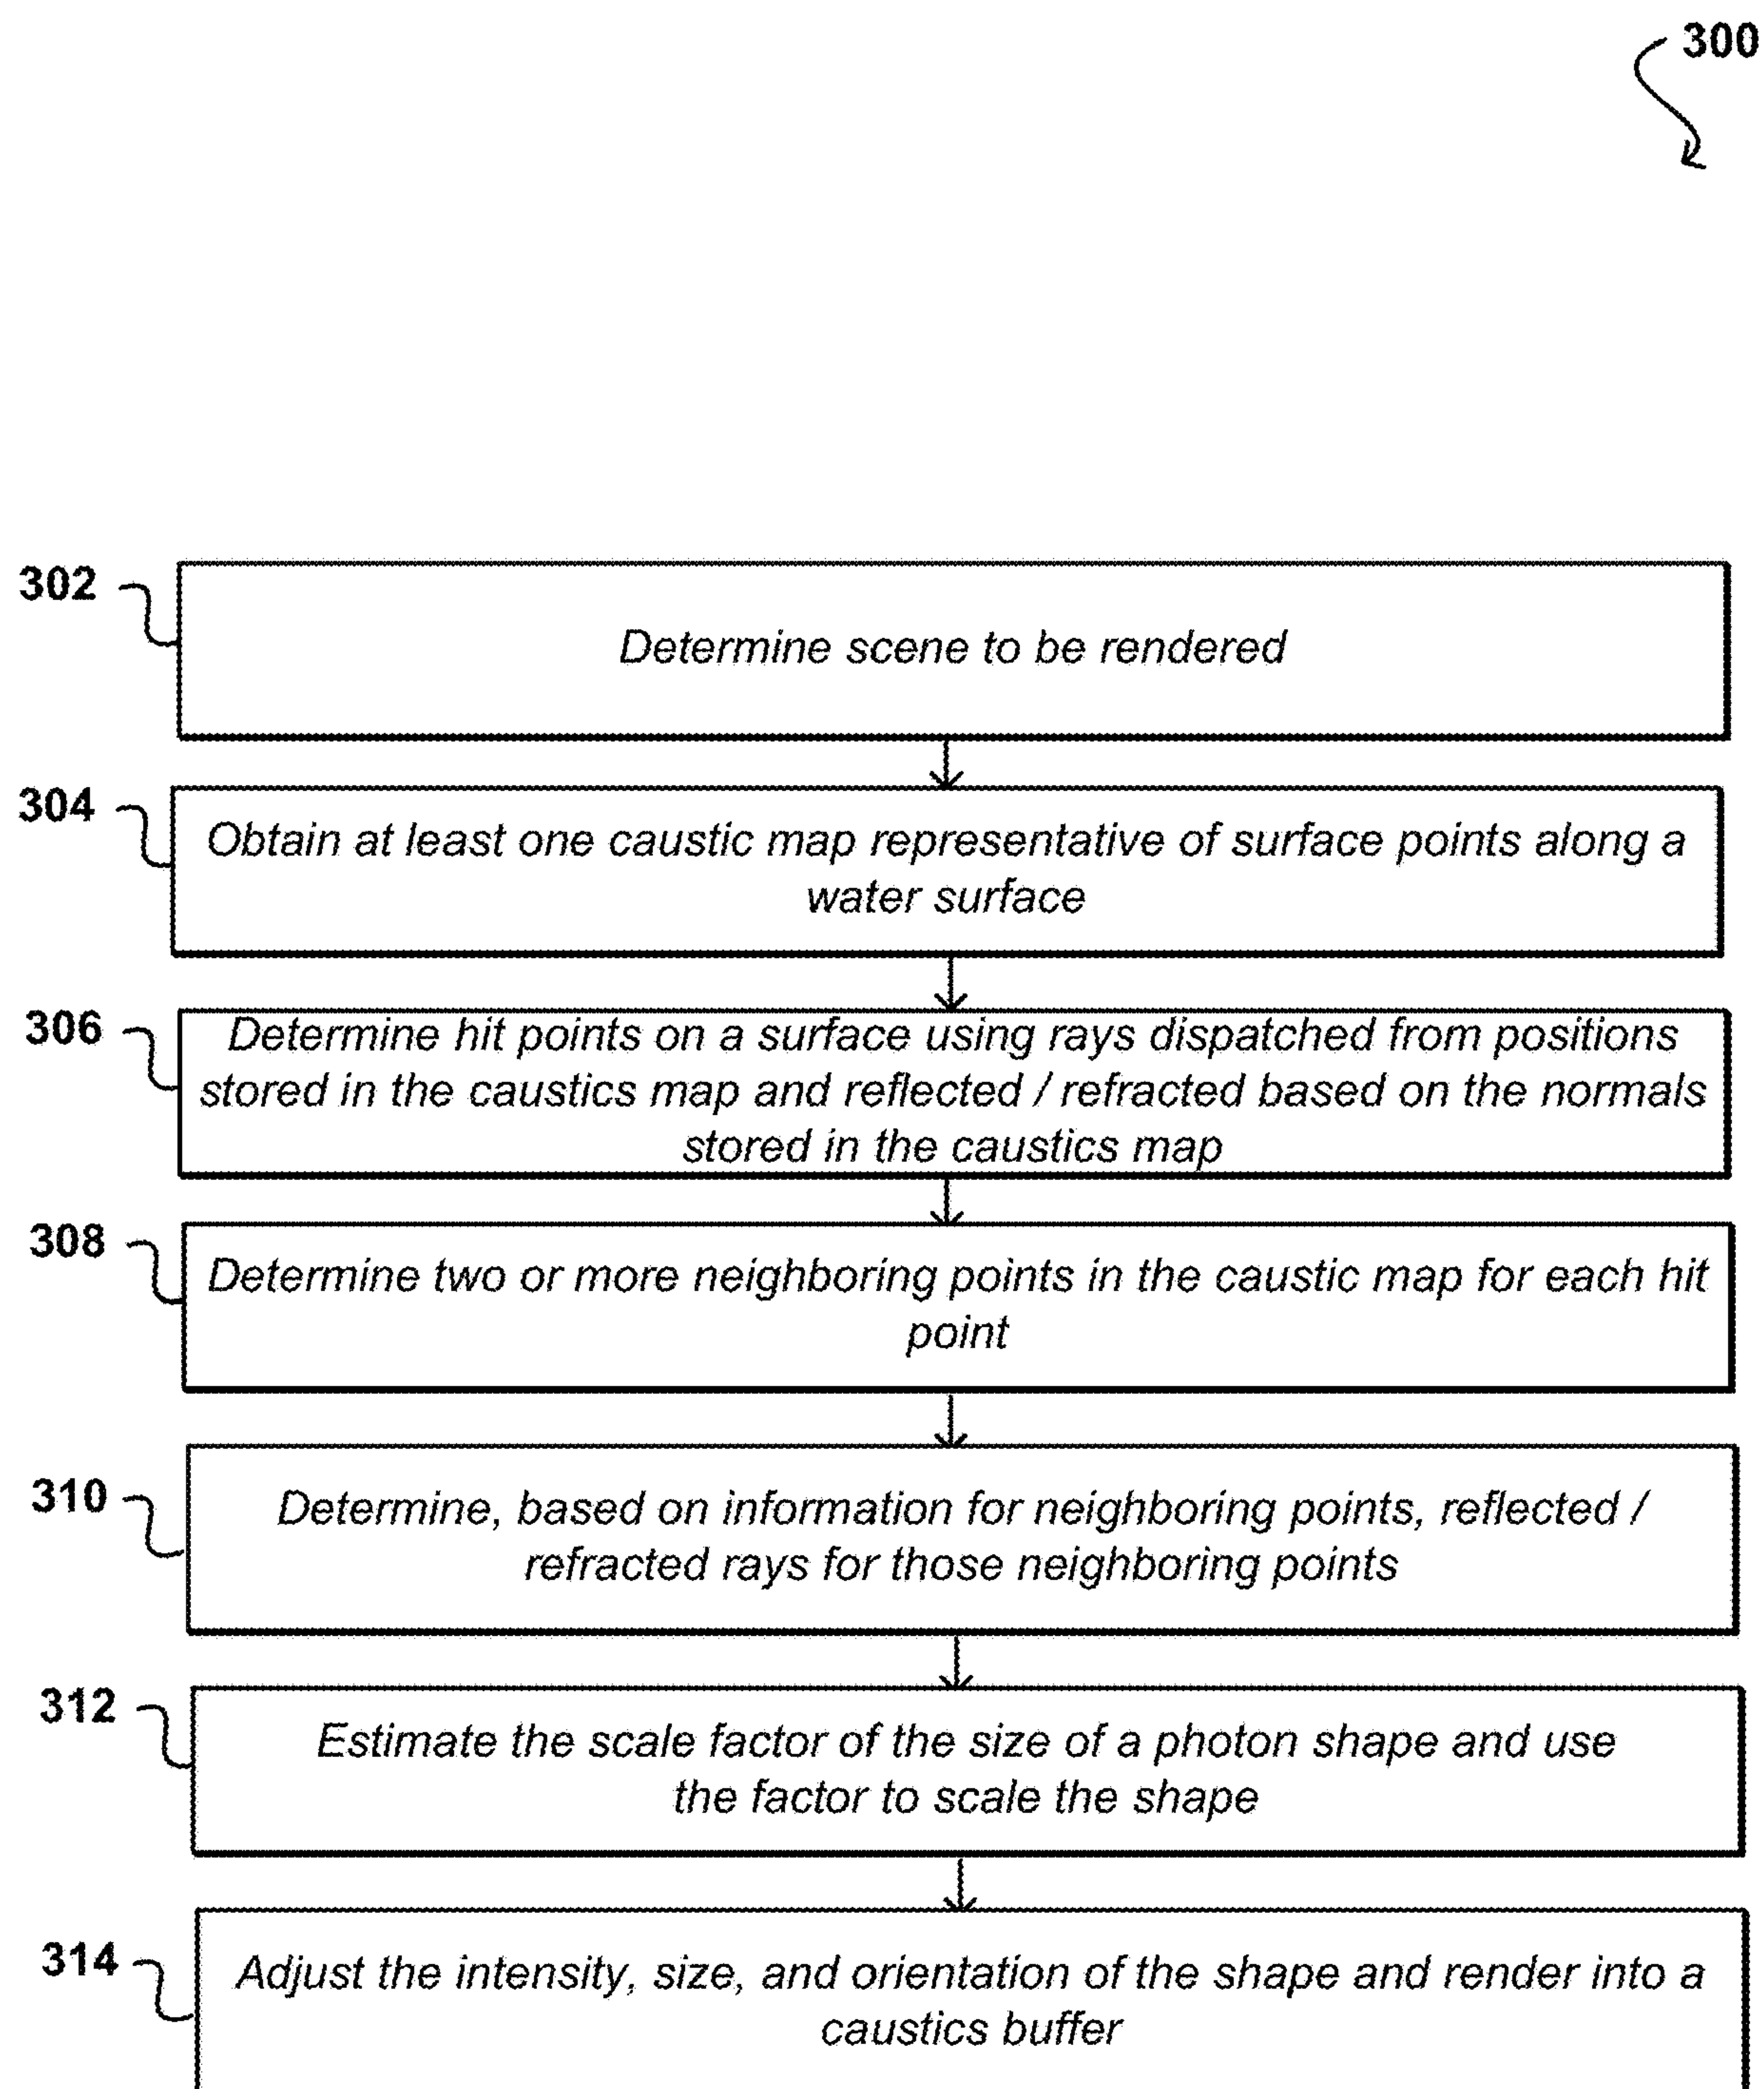 300
302
Determine scene to be rendered
304
Obtain at least one caustic map representative of surface points along a
water surface
306
Determine hit points on a surface using rays dispatched from positions
stored in the caustics map and reflected / refracted based on the normals
stored in the caustics map
308
Determine two or more neighboring points in the caustic map for each hit
point
310
Determine, based on information for neighboring points, reflected /
refracted rays for those neighboring points
312
Estimate the scale factor of the size of a photon shape and use
the factor to scale the shape
314
Adjust the intensity, size, and orientation of the shape and render into a
caustics buffer